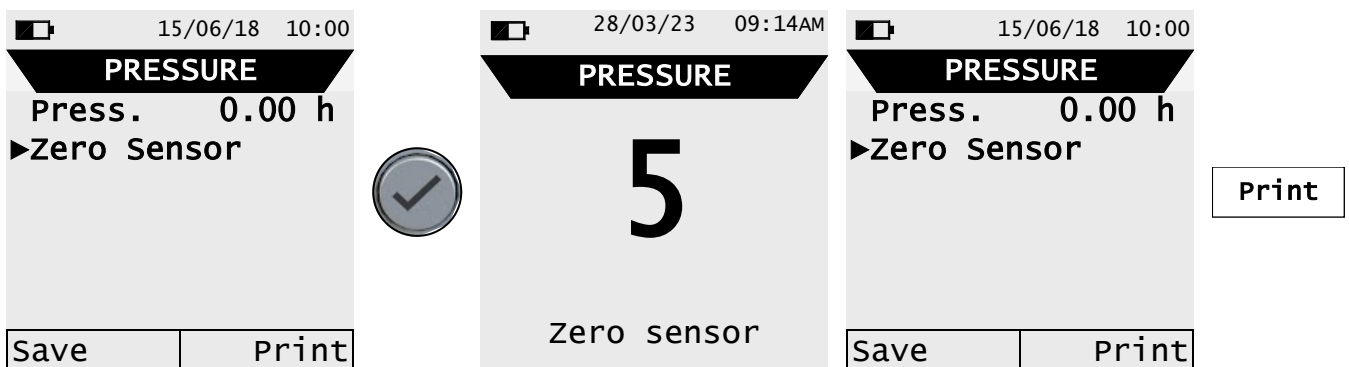 15/06/18 10:00
PRESSURE
Press. 0.00 h
►Zero Sensor
Save Print
28/03/23 09:14AM
PRESSURE
5
Zero sensor
15/06/18 10:00
PRESSURE
Press. 0.00 h
►Zero Sensor
Save Print
Print